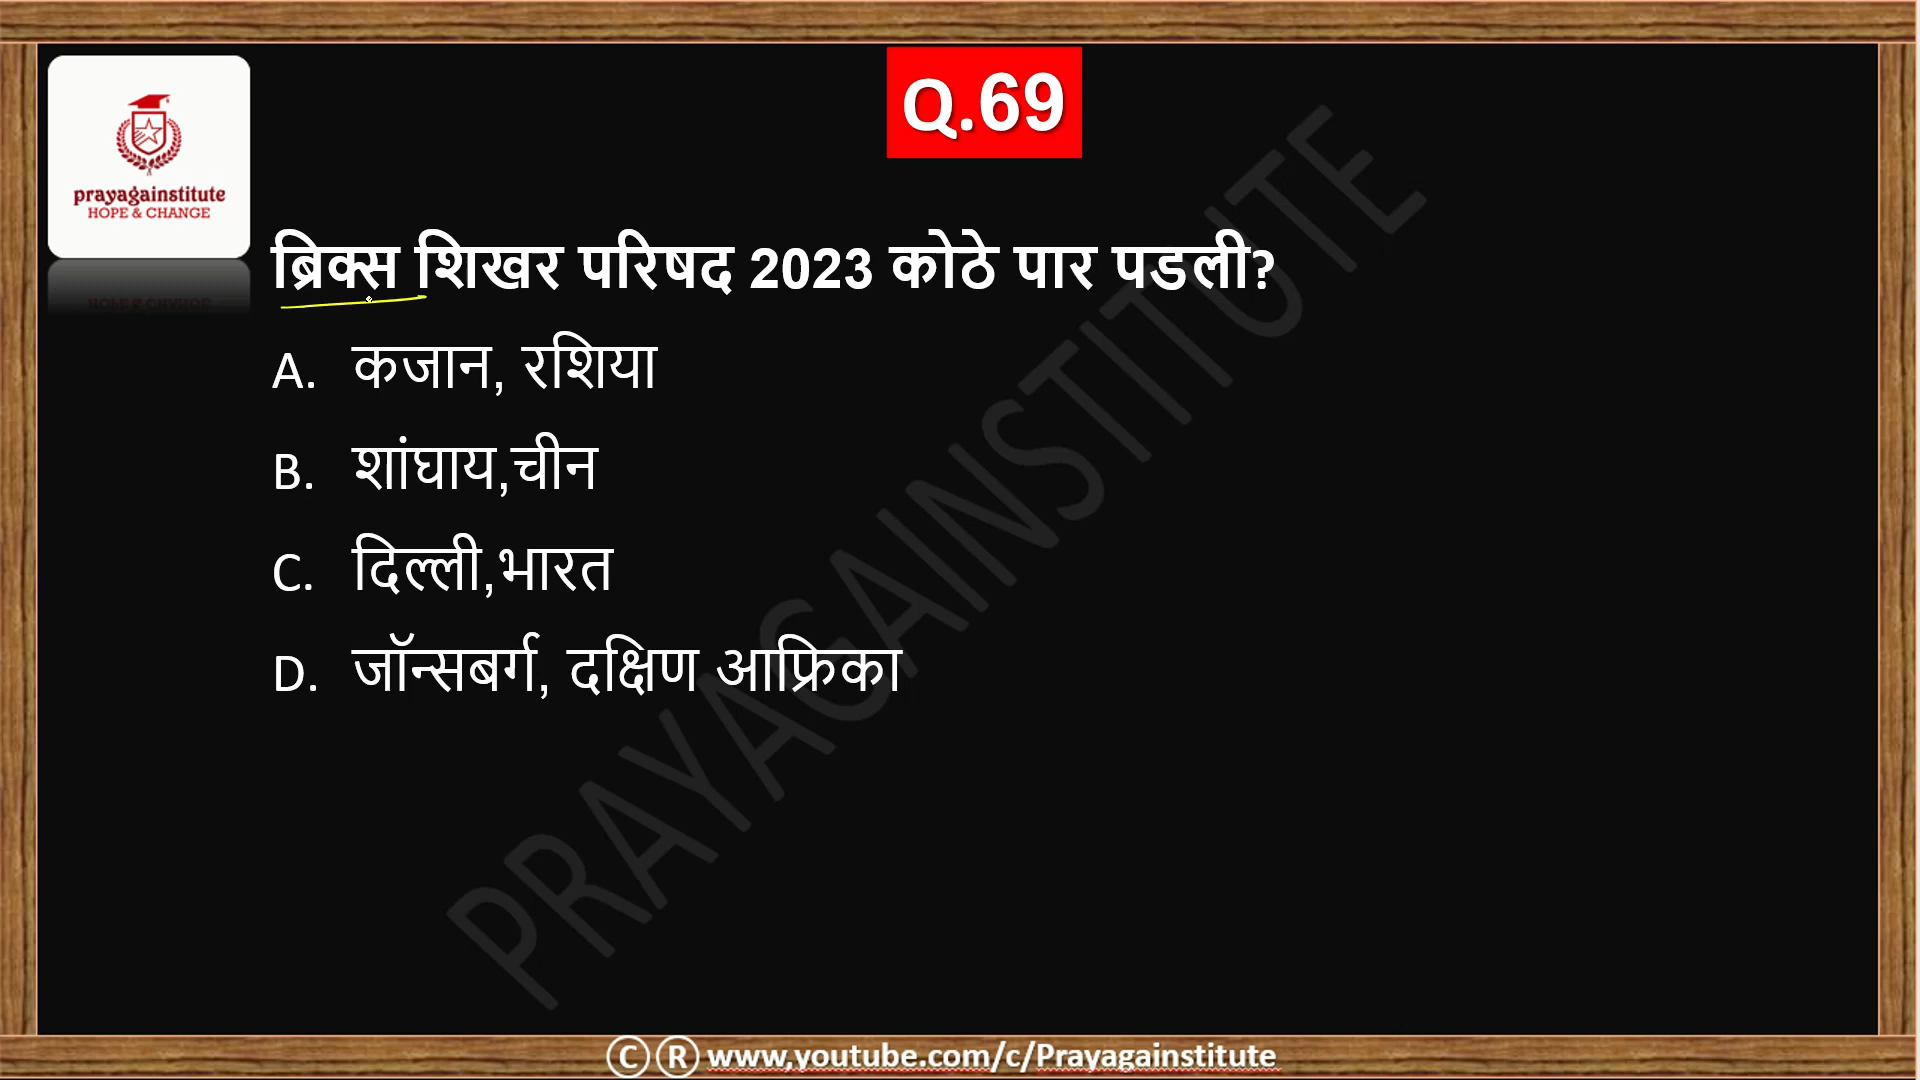 Q.69
prayagainstitute
HOPE & CHANGE
ब्रिक्स शिखर परिषद 2023 कोठे पार पडली?
A. कजान, रशिया
B. शांघाय,चीन
C. दिल्ली,भारत
D. जॉन्सबर्ग, दक्षिण आफ्रिका
PRAYAGAINSTITUTE
© ® www.youtube.com/c/Prayagainstitute